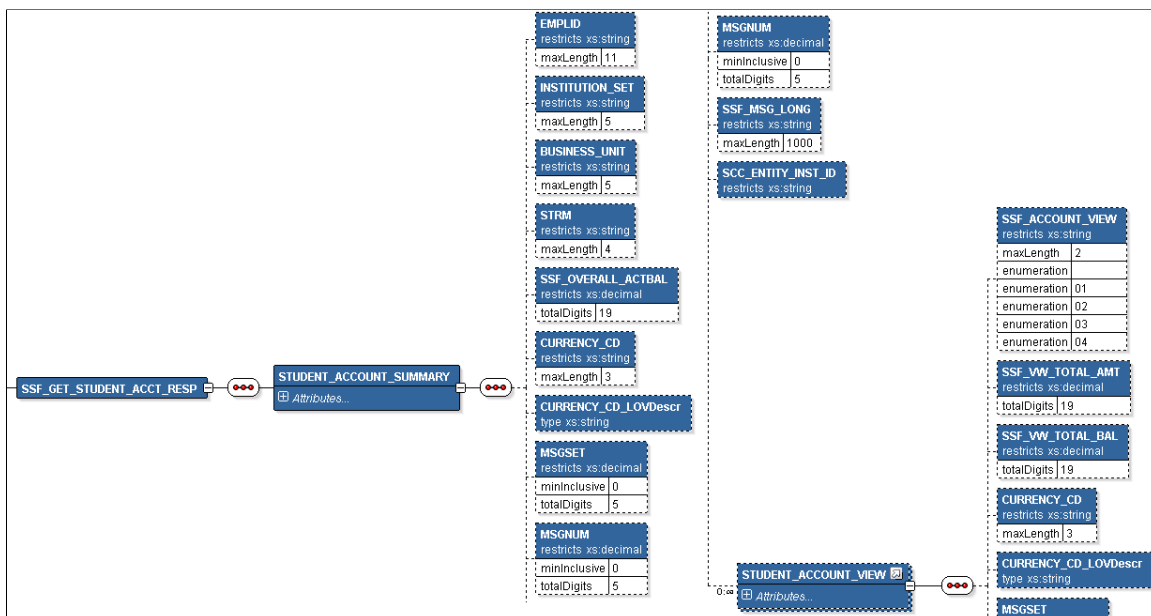 SSF_GET_STUDENT_ACCT_RESP
STUDENT_ACCOUNT_SUMMARY
Attributes...
EMPLID
restricts xs:string
maxLength 11
INSTITUTION_SET
restricts xs:string
maxLength 5
BUSINESS_UNIT
restricts xs:string
maxLength 5
STRM
restricts xs:string
maxLength 4
SSF_OVERALL_ACTBAL
restricts xs:decimal
totalDigits 19
CURRENCY_CD
restricts xs:string
maxLength 3
CURRENCY_CD_LOVDescr
type xs:string
MSGSET
restricts xs:decimal
minInclusive 0
totalDigits 5
MSGNUM
restricts xs:decimal
minInclusive 0
totalDigits 5
MSGNUM
restricts xs:decimal
minInclusive 0
totalDigits 5
SSF_MSG_LONG
restricts xs:string
maxLength 1000
SCC_ENTITY_INST_ID
restricts xs:string
STUDENT_ACCOUNT_VIEW
0:∞
Attributes...
SSF_ACCOUNT_VIEW
restricts xs:string
maxLength 2
enumeration
enumeration 01
enumeration 02
enumeration 03
enumeration 04
SSF_VW_TOTAL_AMT
restricts xs:decimal
totalDigits 19
SSF_VW_TOTAL_BAL
restricts xs:decimal
totalDigits 19
CURRENCY_CD
restricts xs:string
maxLength 3
CURRENCY_CD_LOVDescr
type xs:string
MSGSET